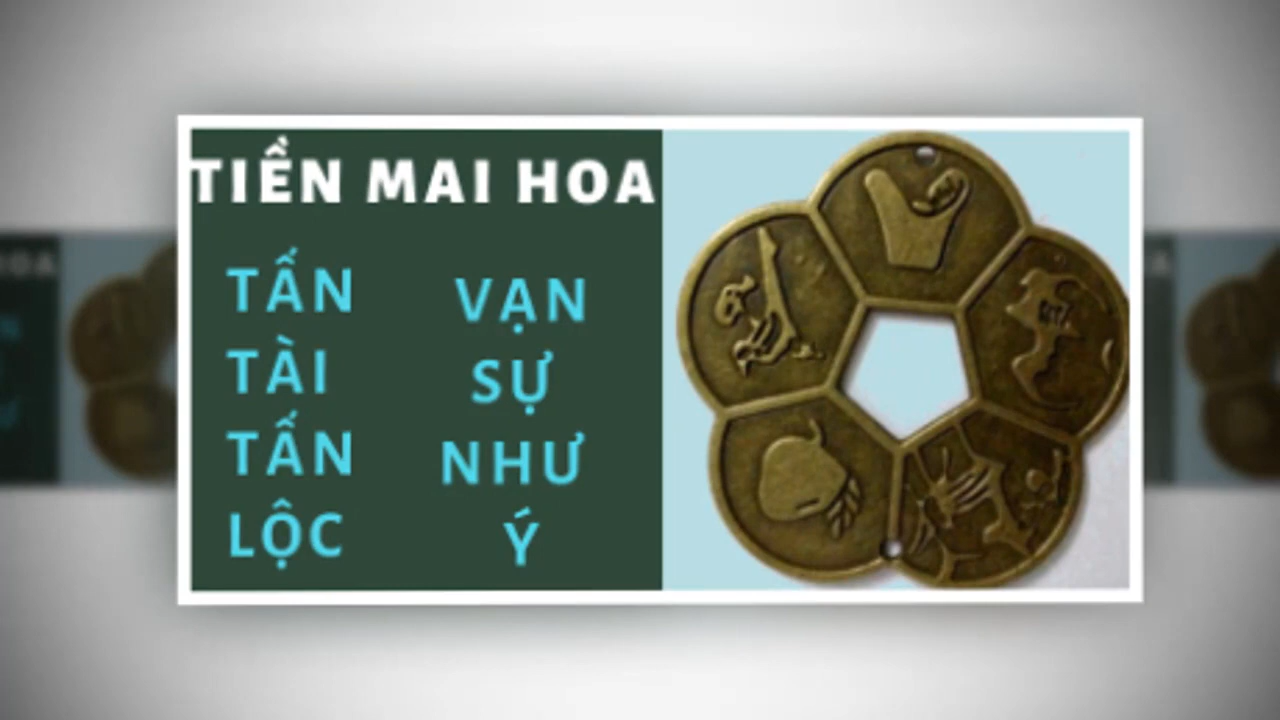 TIỀN MAI HOA
TẤN
TÀI
TẤN
LỘC
VẠN
SỰ
NHƯ
Ý